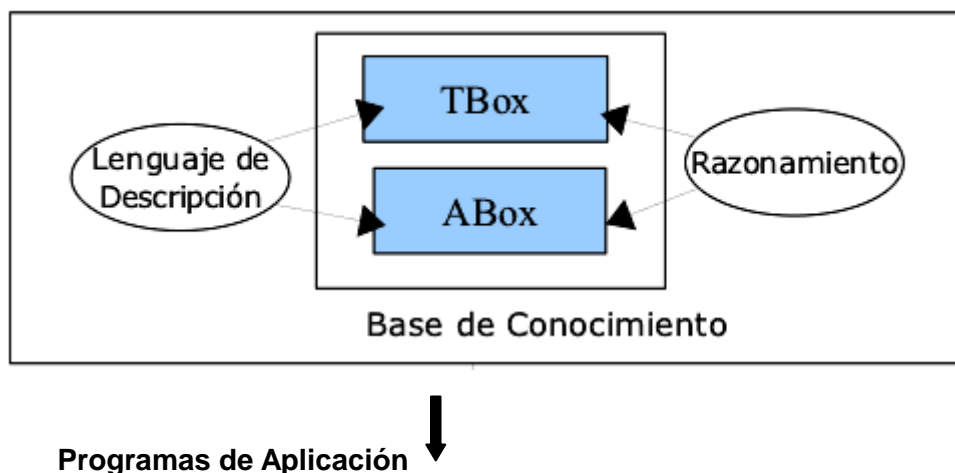 TBox
Lenguaje de
Descripción
Razonamiento
ABox
Base de Conocimiento
Programas de Aplicación